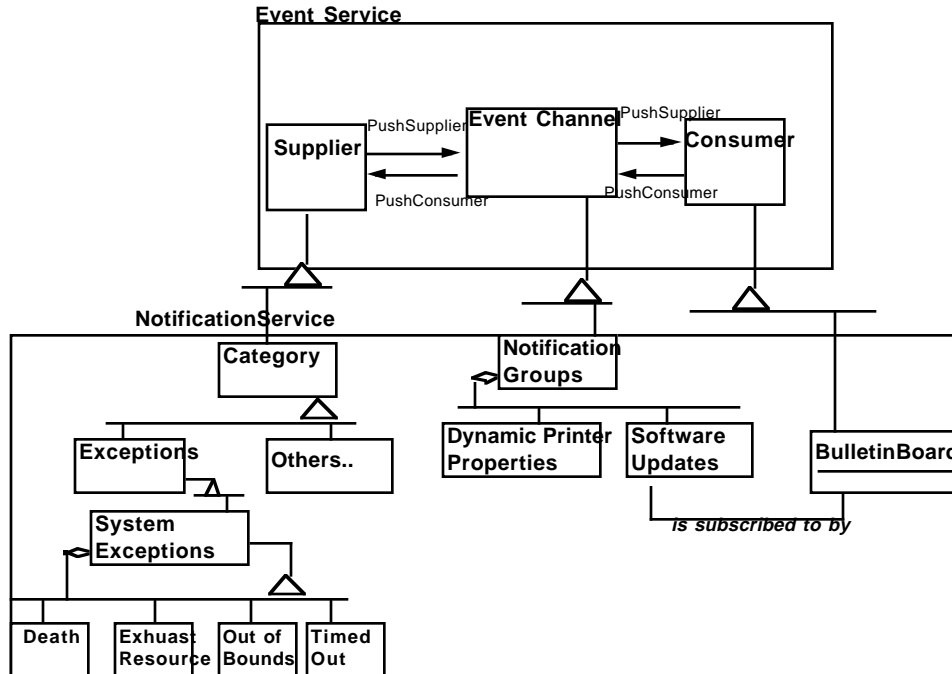 Event Service
PushSupplier
Event Channel
PushSupplier
Supplier
Consumer
PushConsumer
PushConsumer
NotificationService
Category
Notification
Groups
Exceptions
Others..
Dynamic Printer
Properties
Software
Updates
BulletinBoard
System
Exceptions
is subscribed to by
Death
Exhuast
Resource
Out of
Bounds
Timed
Out